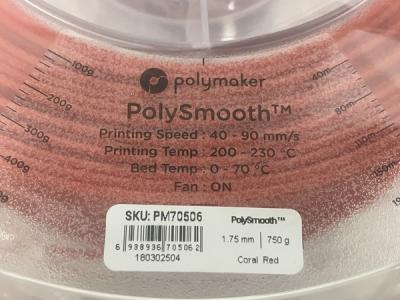 polymaker
PolySmooth™
Printing Speed : 40 - 90 mm/s
Printing Temp : 200 - 230 °C
Bed Temp : 0 - 70 °C
Fan : ON
100g
200g
300g
400g
40m
80m
110m
150m
SKU: PM70506
6 938936 705062
180302504
PolySmooth™
1.75 mm | 750 g
Coral Red